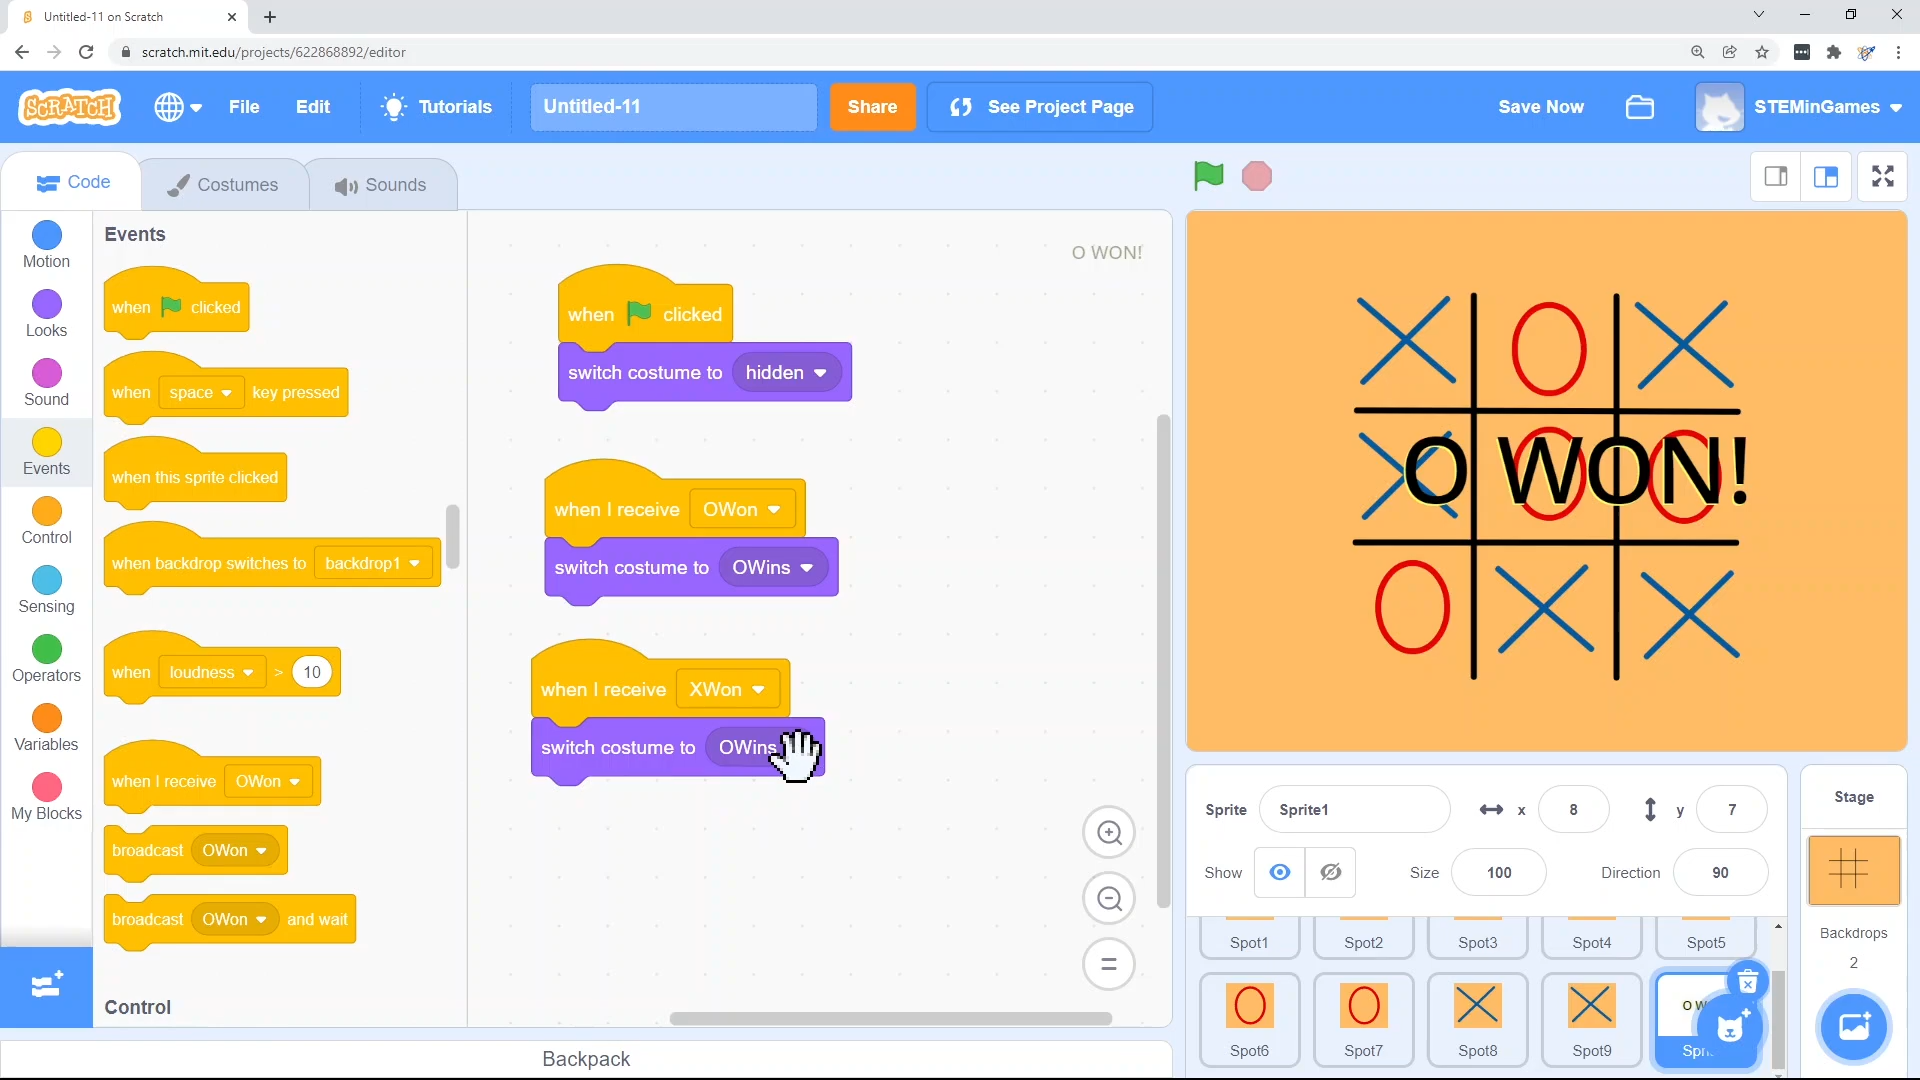 Untitled-11 on Scratch
scratch.mit.edu/projects/622868892/editor
SCRATCH File Edit Tutorials Untitled-11 Share See Project Page Save Now STEMinGames
Code Costumes Sounds
Motion
Looks
Sound
Events
Control
Sensing
Operators
Variables
My Blocks
Events
when clicked
when space key pressed
when this sprite clicked
when backdrop switches to backdrop1
when loudness > 10
when I receive OWon
broadcast OWon
broadcast OWon and wait
Control
O WON!
when clicked
switch costume to hidden
when I receive OWon
switch costume to OWins
when I receive XWon
switch costume to OWins
Backpack
O WON!
Sprite Sprite1 x 8 y 7
Show Size 100 Direction 90
Spot1 Spot2 Spot3 Spot4 Spot5
Spot6 Spot7 Spot8 Spot9
Stage
Backdrops
2